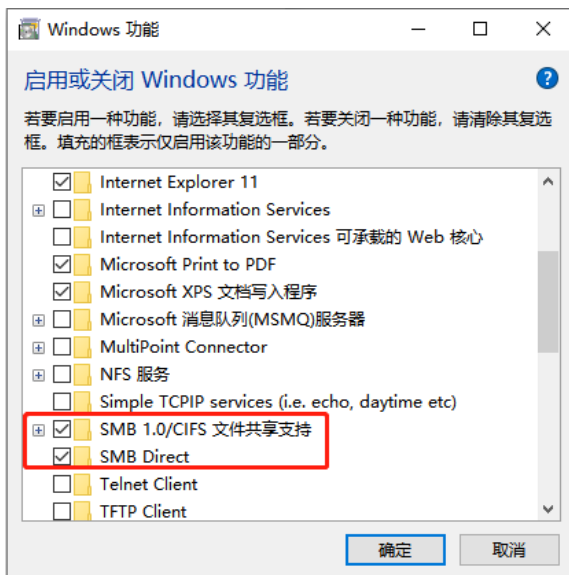 Windows 功能
启用或关闭 Windows 功能
若要启用一种功能，请选择其复选框。若要关闭一种功能，请清除其复选
框。填充的框表示仅启用该功能的一部分。
Internet Explorer 11
Internet Information Services
Internet Information Services 可承载的 Web 核心
Microsoft Print to PDF
Microsoft XPS 文档写入程序
Microsoft 消息队列(MSMQ)服务器
MultiPoint Connector
NFS 服务
Simple TCPIP services (i.e. echo, daytime etc)
SMB 1.0/CIFS 文件共享支持
SMB Direct
Telnet Client
TFTP Client
确定
取消